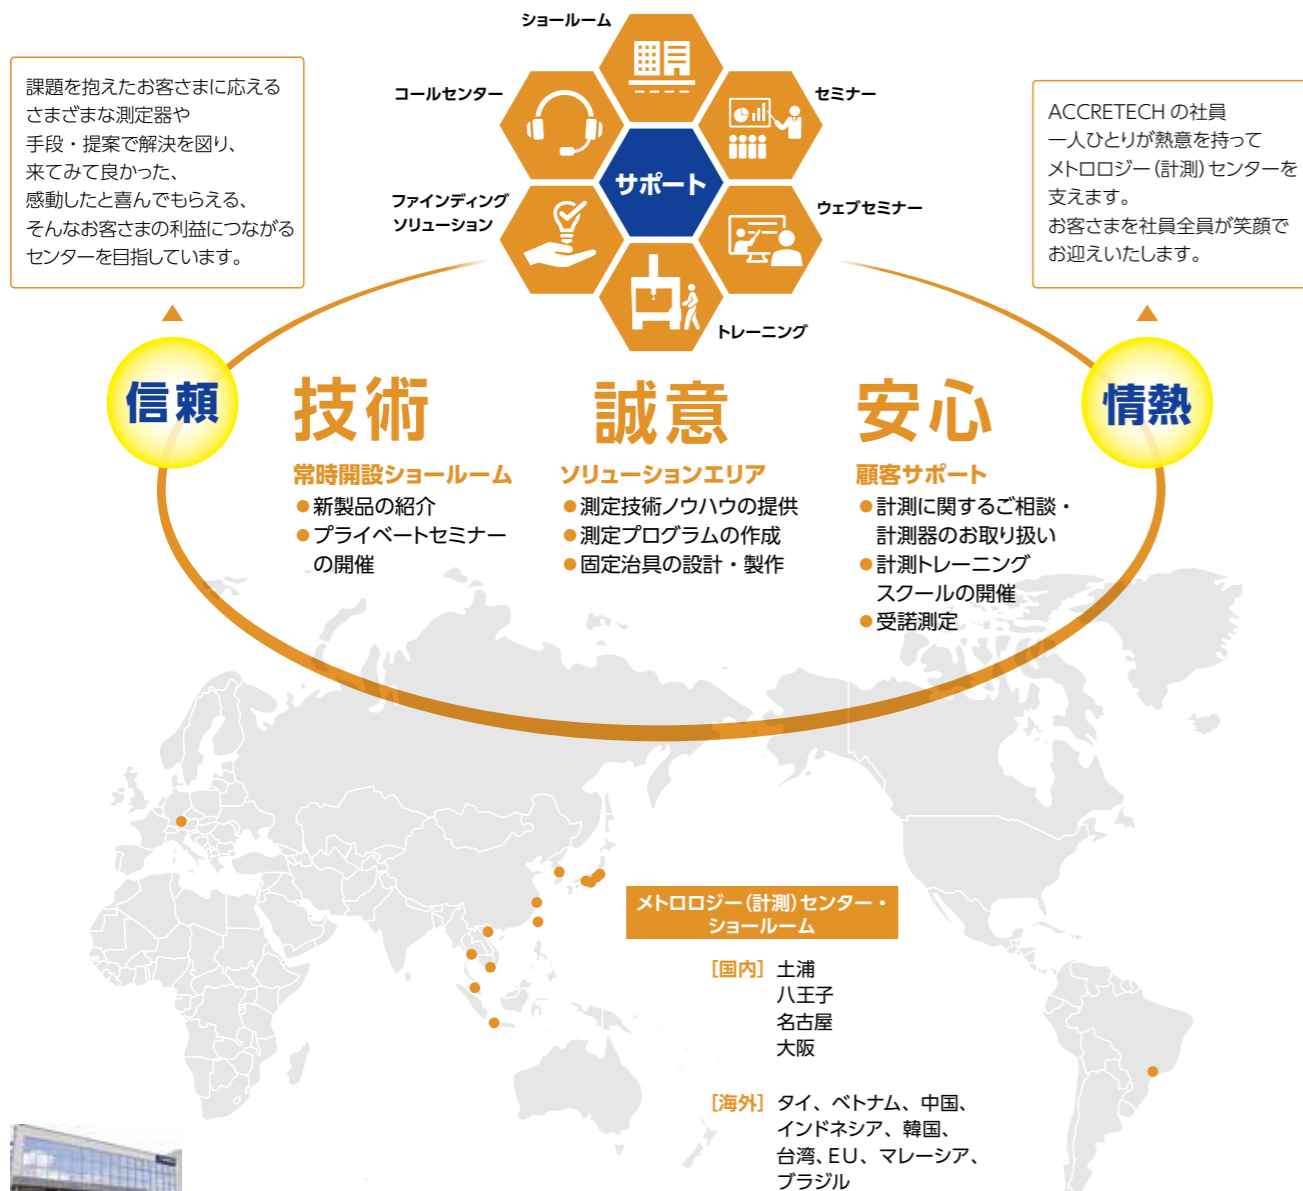 ショールーム
コールセンター
セミナー
サポート
ファインディング
ソリューション
ウェブセミナー
トレーニング
課題を抱えたお客さまに応える
さまざまな測定器や
手段・提案で解決を図り、
来てみて良かった、
感動したと喜んでもらえる、
そんなお客さまの利益につながる
センターを目指しています。
ACCRETECH の社員
一人ひとりが熱意を持って
メトロロジー(計測)センターを
支えます。
お客さまを社員全員が笑顔で
お迎えいたします。
信頼
情熱
技術
常時開設ショールーム
●新製品の紹介
●プライベートセミナー
の開催
誠意
ソリューションエリア
●測定技術ノウハウの提供
●測定プログラムの作成
●固定治具の設計・製作
安心
顧客サポート
●計測に関するご相談・
計測器のお取り扱い
●計測トレーニング
スクールの開催
●受諾測定
メトロロジー(計測)センター・
ショールーム
[国内] 土浦
八王子
名古屋
大阪
[海外] タイ、ベトナム、中国、
インドネシア、韓国、
台湾、EU、マレーシア、
ブラジル